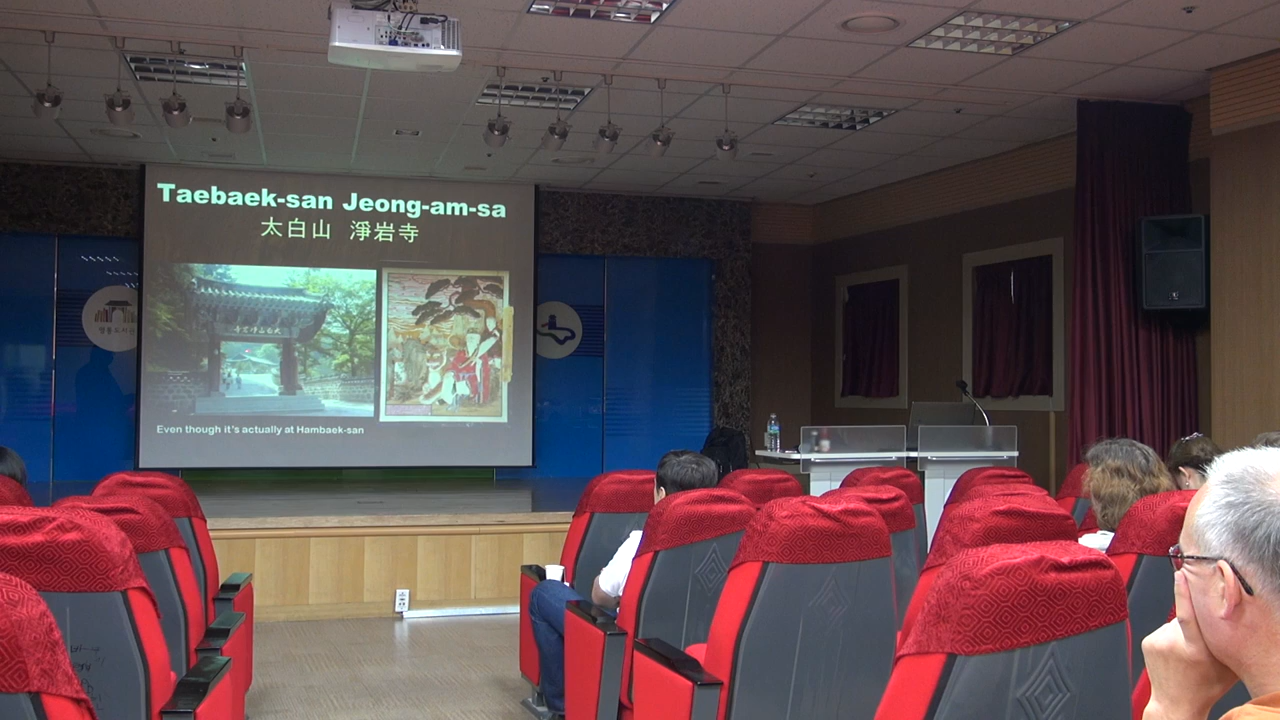 Taebaek-san Jeong-am-sa
太白山 淨岩寺
Even though it's actually at Hambaek-san